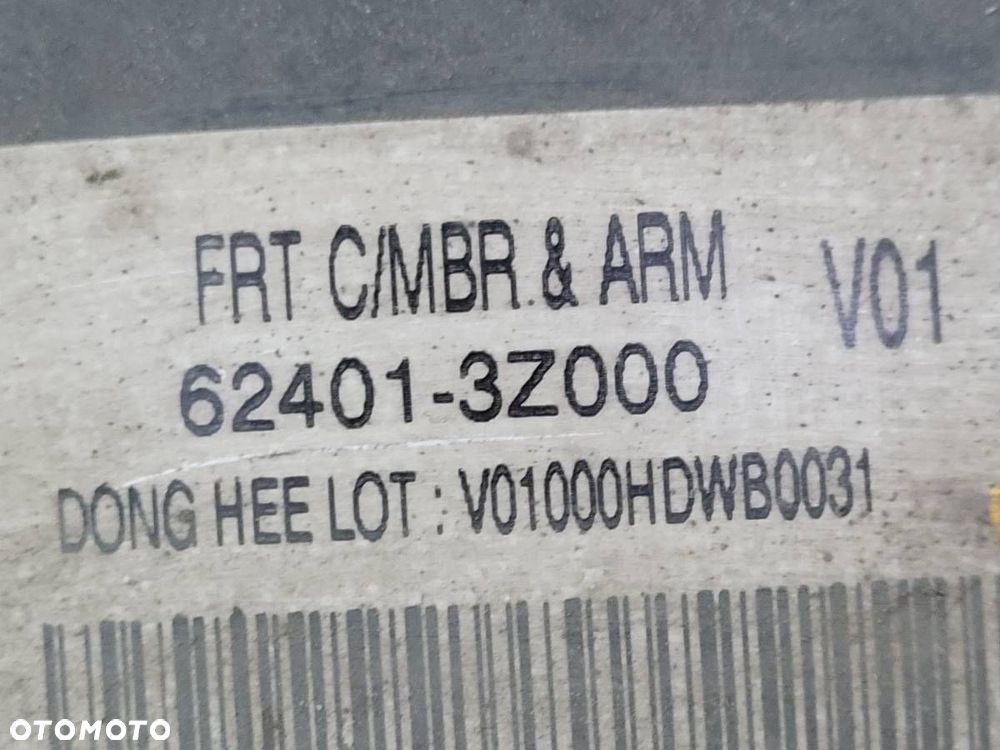 FRT C/MBR & ARM
V01
62401-3Z000
DONG HEE LOT : V01000HDWB0031
OTOMOTO